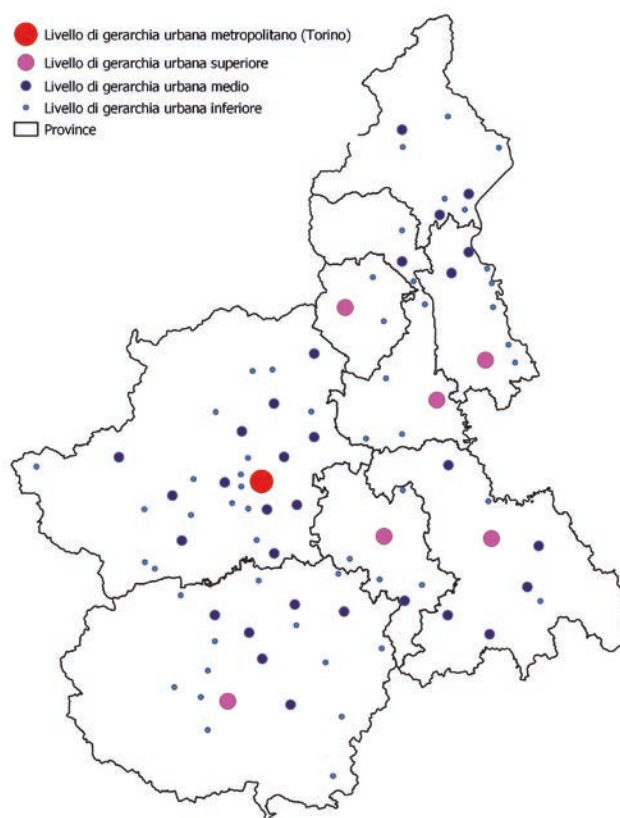 Livello di gerarchia urbana metropolitano (Torino)
Livello di gerarchia urbana superiore
Livello di gerarchia urbana medio
Livello di gerarchia urbana inferiore
Province